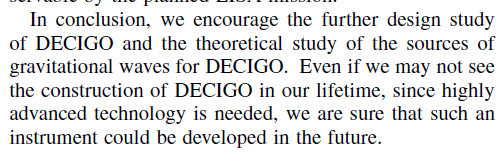 In conclusion, we encourage the further design study
of DECIGO and the theoretical study of the sources of
gravitational waves for DECIGO. Even if we may not see
the construction of DECIGO in our lifetime, since highly
advanced technology is needed, we are sure that such an
instrument could be developed in the future.